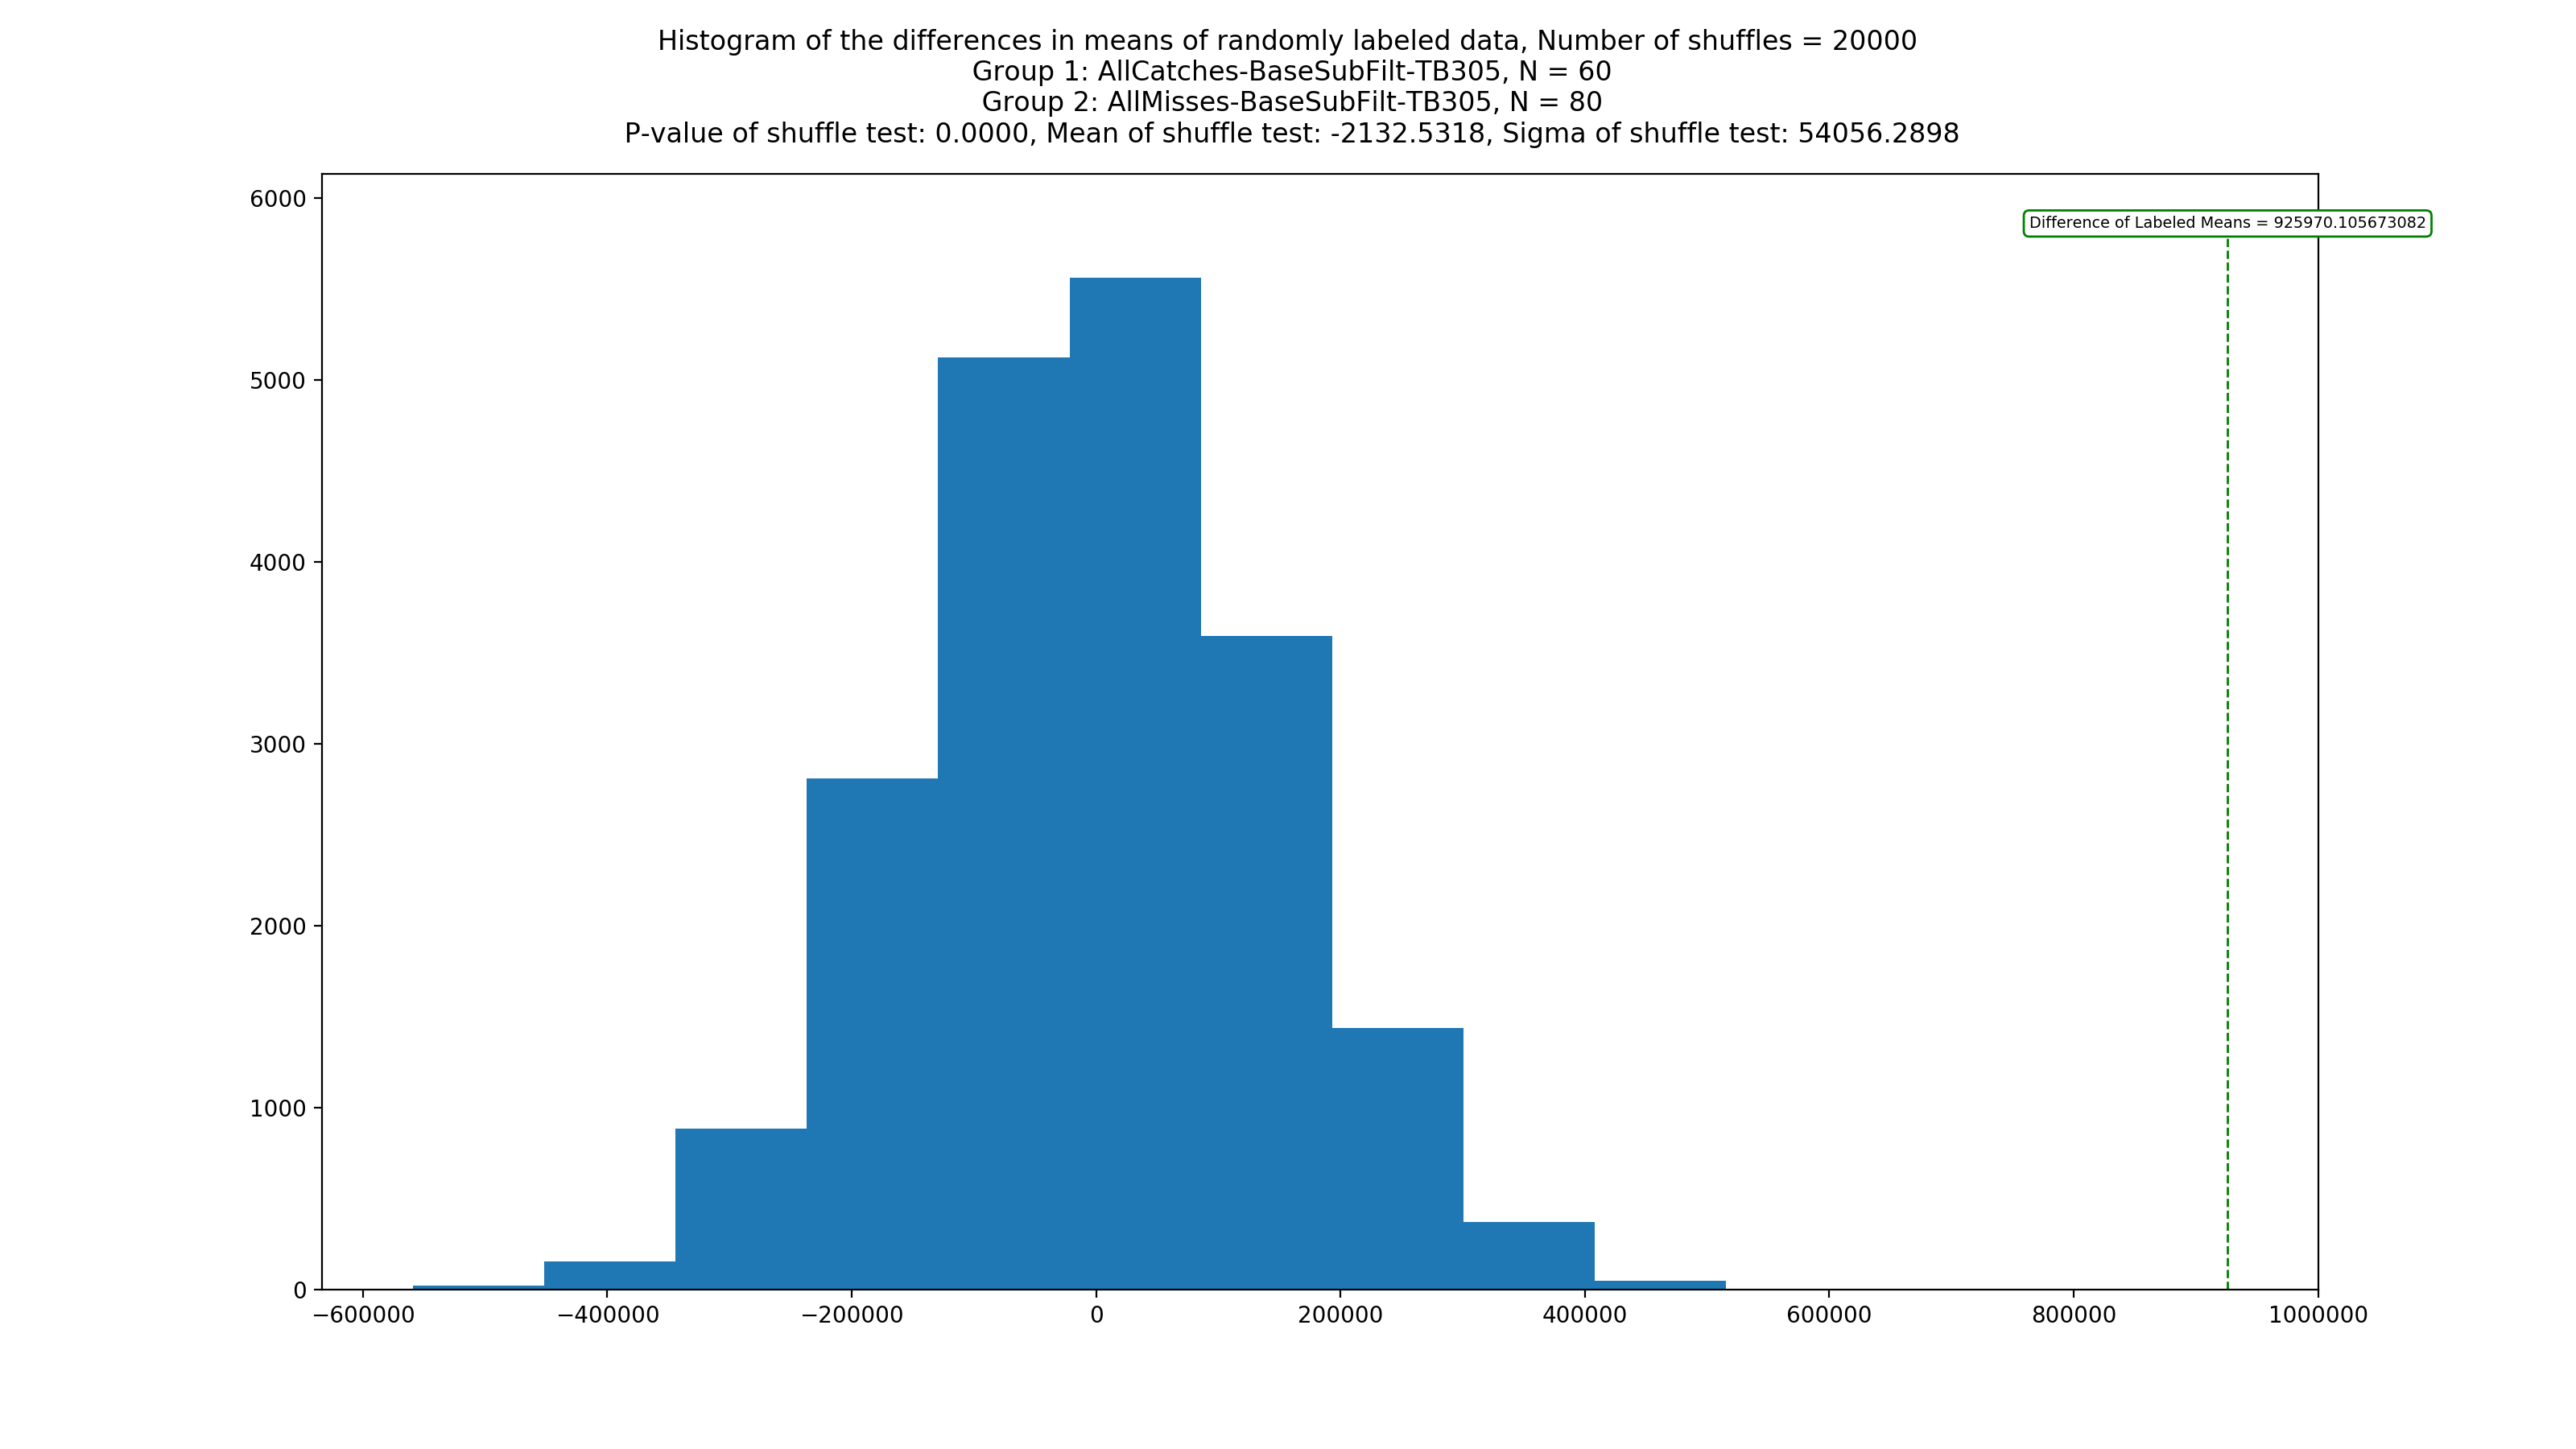 Histogram of the differences in means of randomly labeled data, Number of shuffles = 20000
Group 1: AllCatches-BaseSubFilt-TB305, N = 60
Group 2: AllMisses-BaseSubFilt-TB305, N = 80
P-value of shuffle test: 0.0000, Mean of shuffle test: -2132.5318, Sigma of shuffle test: 54056.2898
6000
Difference of Labeled Means = 925970.105673082
5000
4000
3000
2000
1000
0
−600000 −400000 −200000 0 200000 400000 600000 800000 1000000